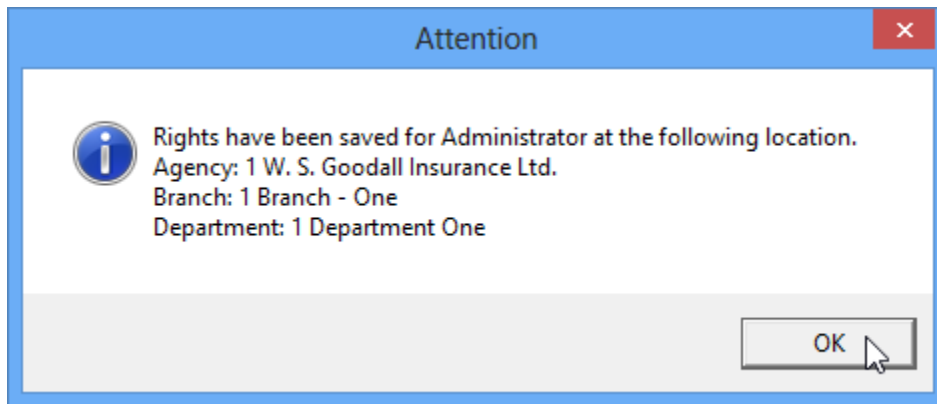 Attention
Rights have been saved for Administrator at the following location.
Agency: 1 W. S. Goodall Insurance Ltd.
Branch: 1 Branch - One
Department: 1 Department One
OK